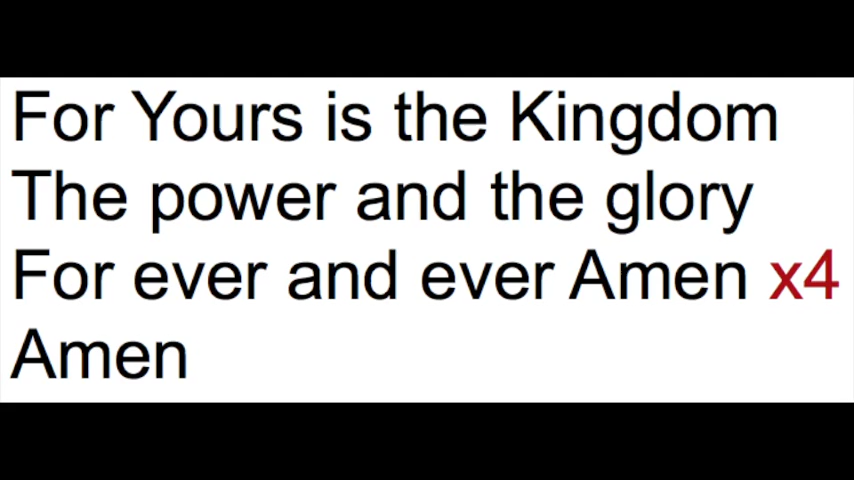 For Yours is the Kingdom
The power and the glory
For ever and ever Amen x4
Amen